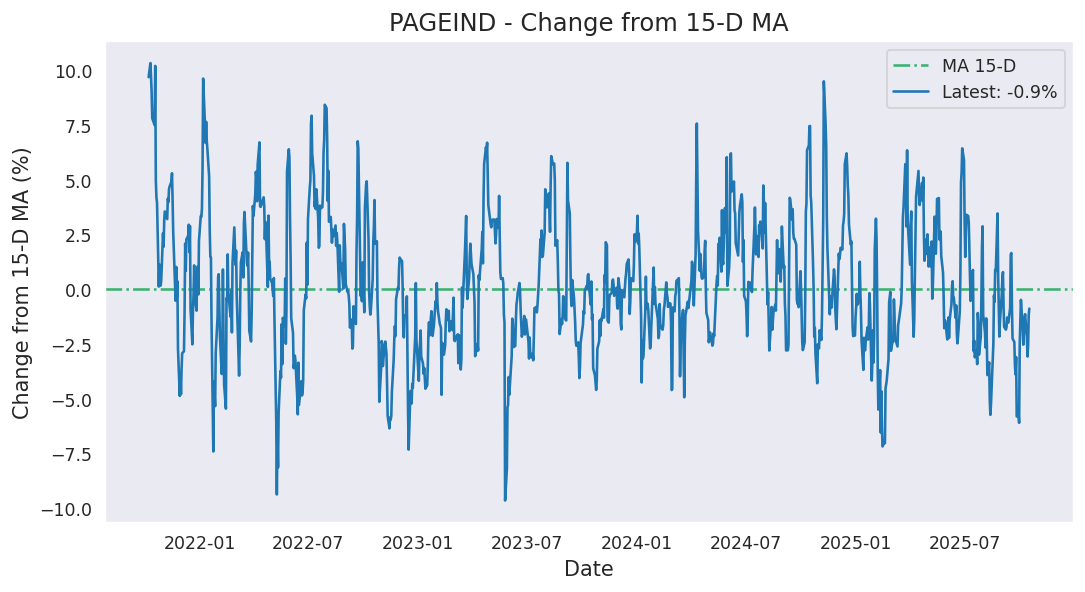 PAGEIND - Change from 15-D MA
MA 15-D
Latest: -0.9%
Change from 15-D MA (%)
10.0
7.5
5.0
2.5
0.0
−2.5
−5.0
−7.5
−10.0
2022-01 2022-07 2023-01 2023-07 2024-01 2024-07 2025-01 2025-07
Date